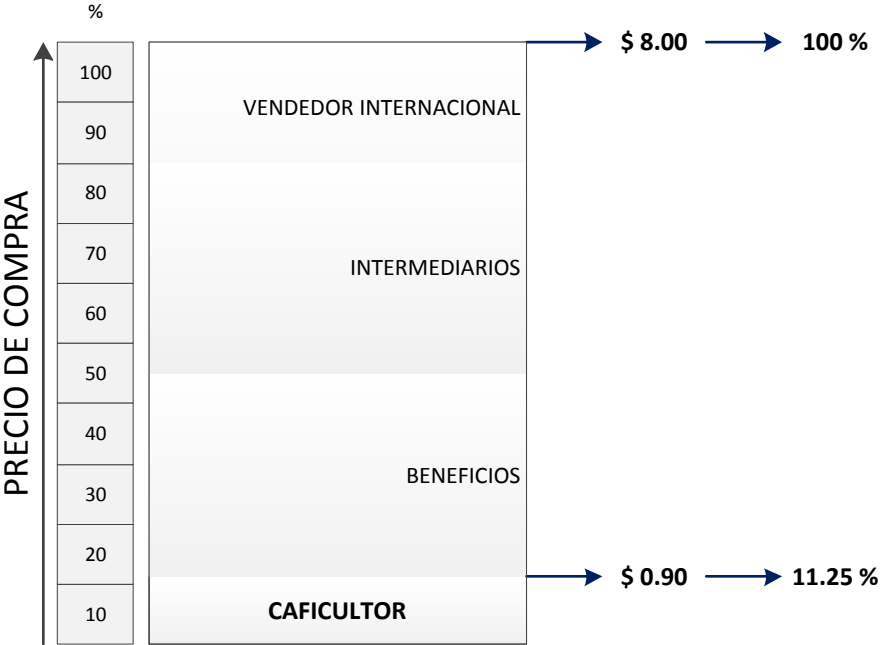 %
$ 8.00 100 %
100
VENDEDOR INTERNACIONAL
90
80
70
INTERMEDIARIOS
60
50
40
BENEFICIOS
30
20
$ 0.90 11.25 %
10
CAFICULTOR
PRECIO DE COMPRA